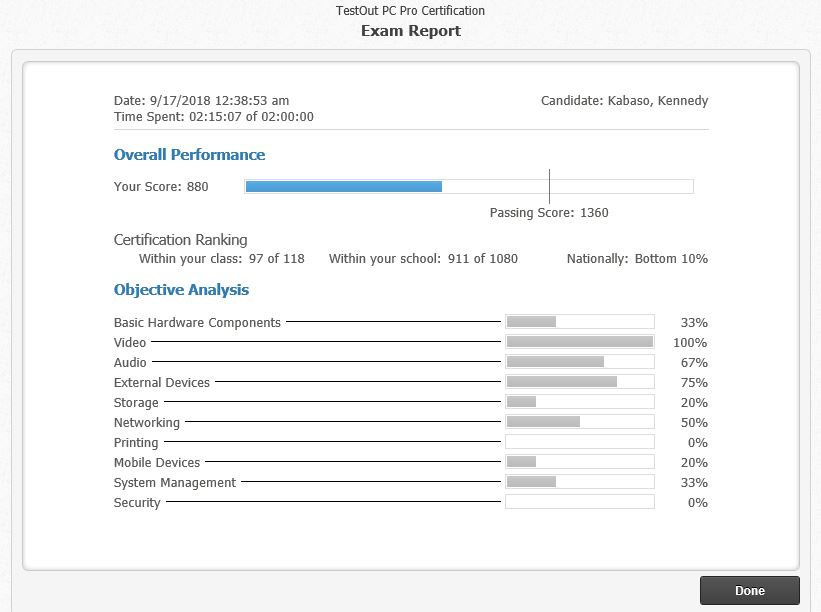 TestOut PC Pro Certification
Exam Report
Date: 9/17/2018 12:38:53 am Candidate: Kabaso, Kennedy
Time Spent: 02:15:07 of 02:00:00
Overall Performance
Your Score: 880
Passing Score: 1360
Certification Ranking
Within your class: 97 of 118 Within your school: 911 of 1080 Nationally: Bottom 10%
Objective Analysis
Basic Hardware Components 33%
Video 100%
Audio 67%
External Devices 75%
Storage 20%
Networking 50%
Printing 0%
Mobile Devices 20%
System Management 33%
Security 0%
Done